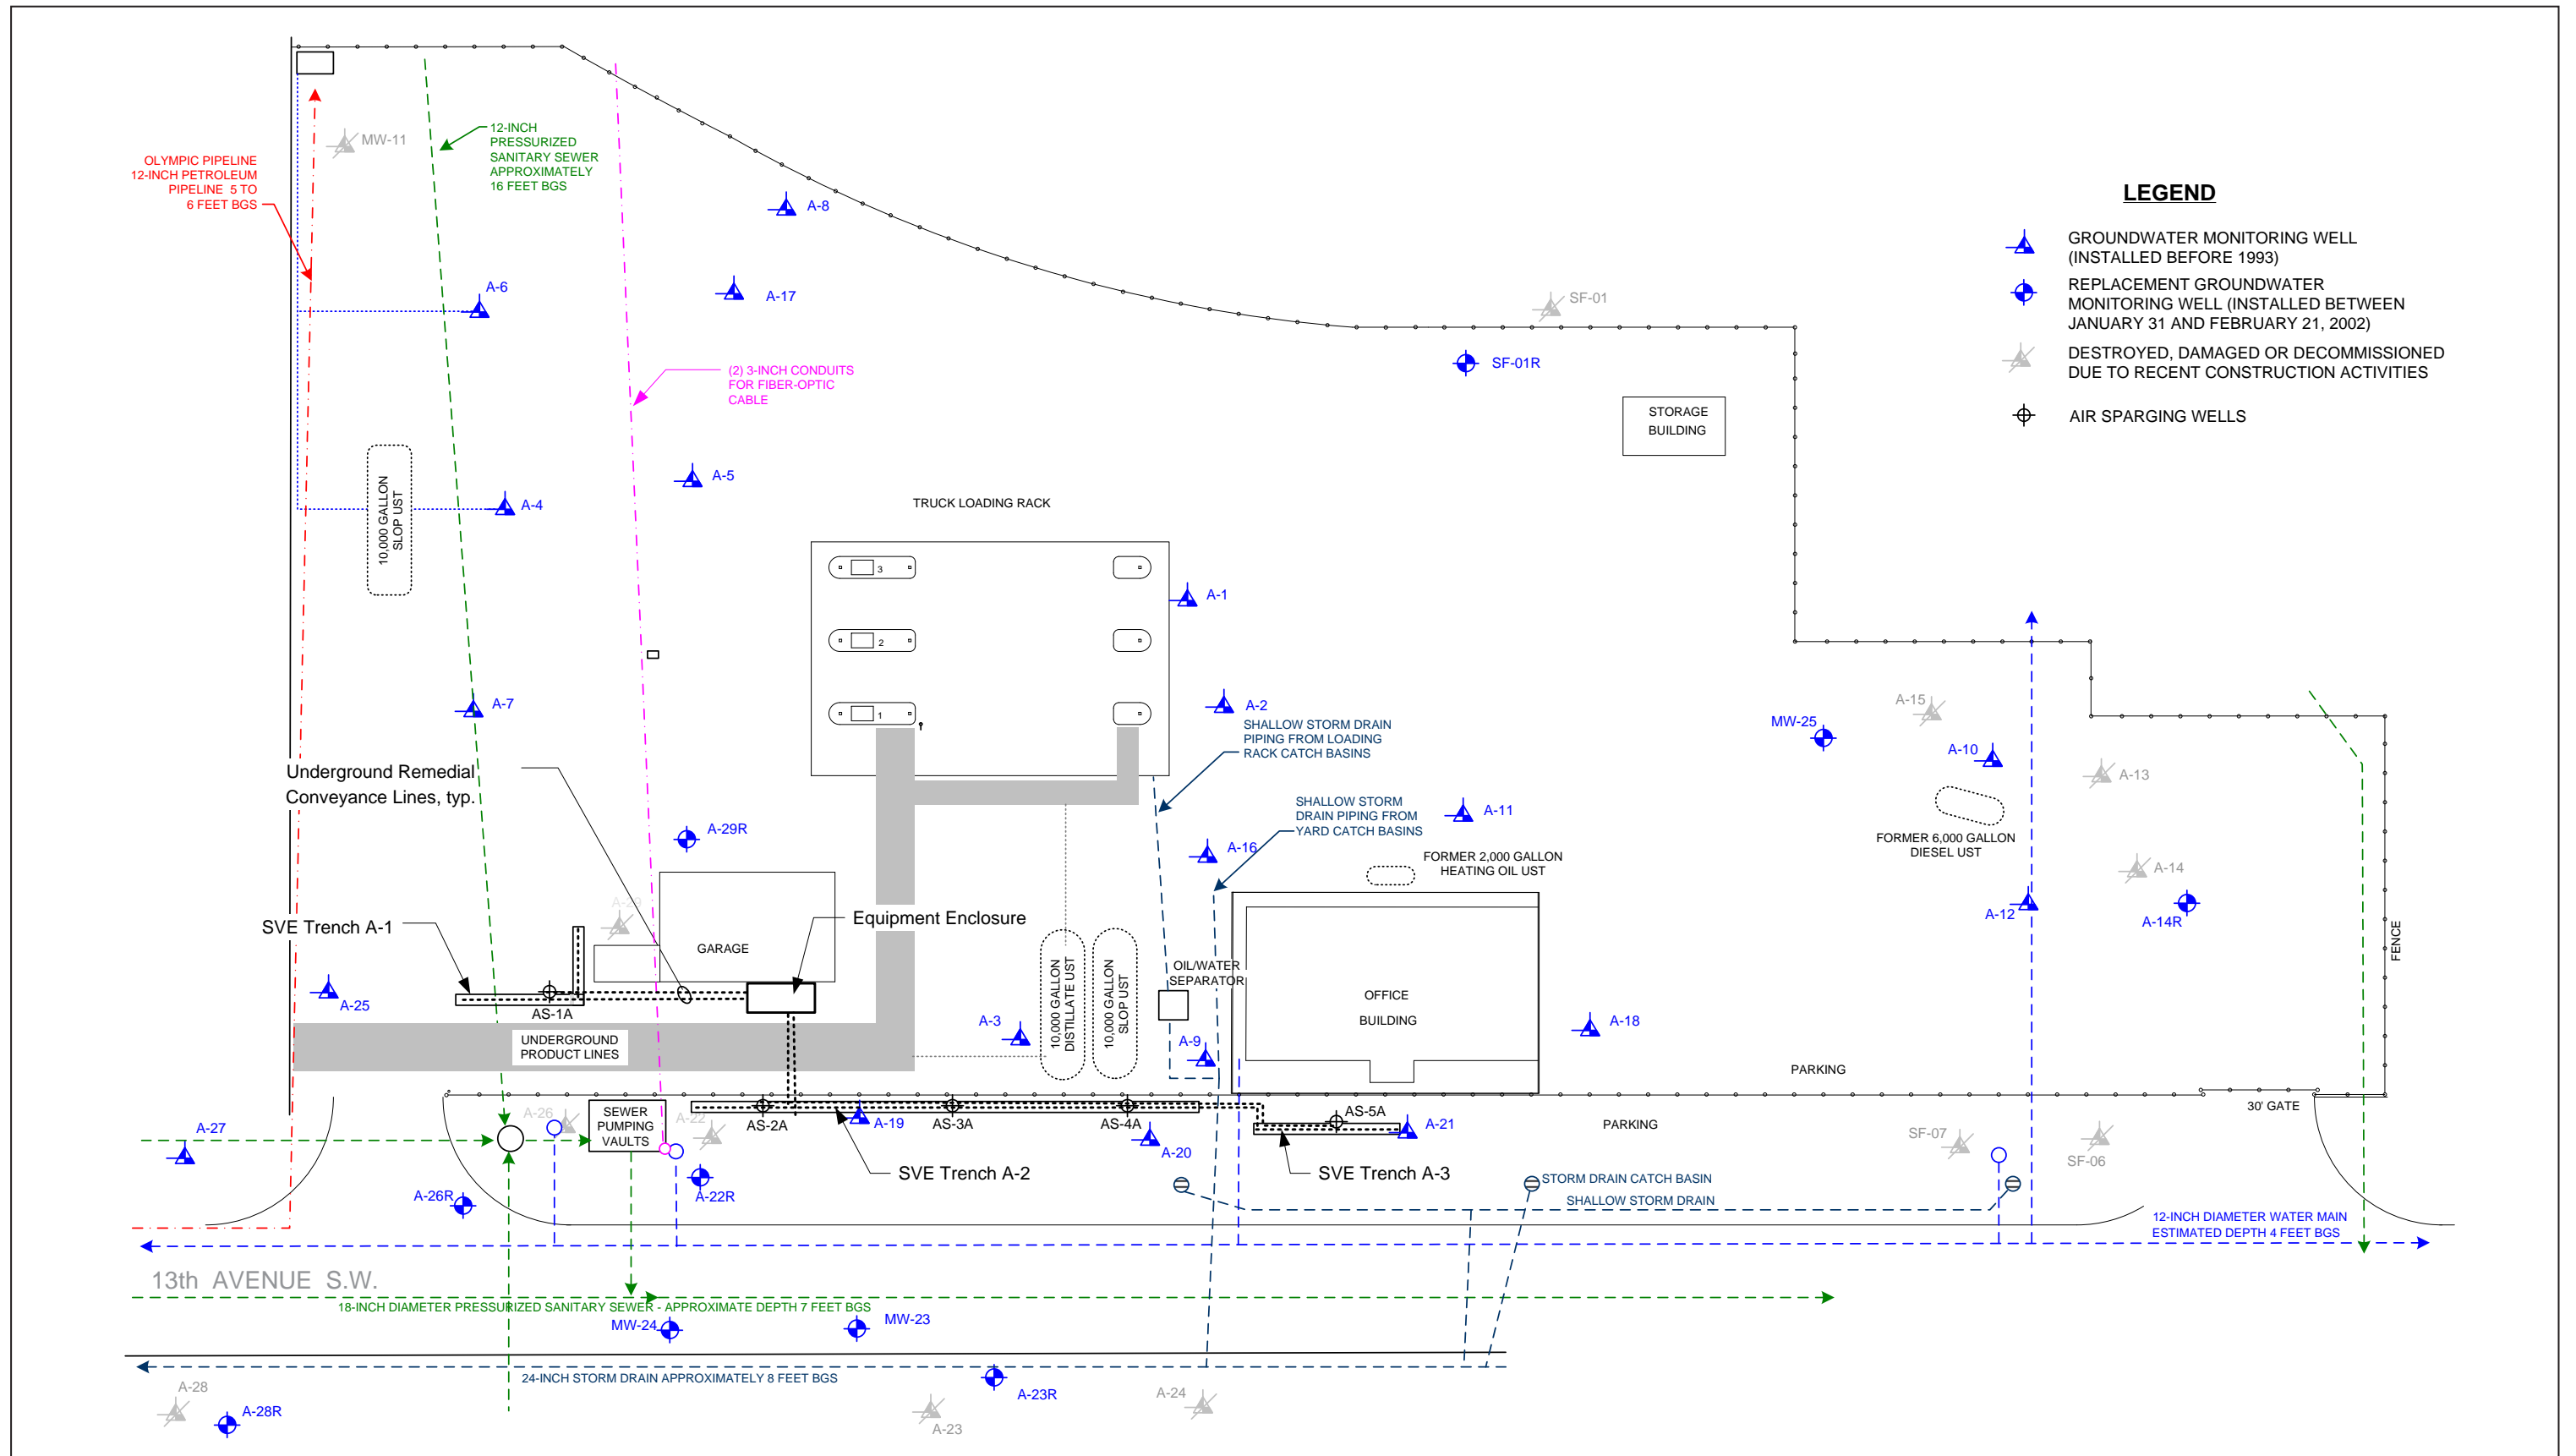 LEGEND
GROUNDWATER MONITORING WELL
(INSTALLED BEFORE 1993)
REPLACEMENT GROUNDWATER
MONITORING WELL (INSTALLED BETWEEN
JANUARY 31 AND FEBRUARY 21, 2002)
DESTROYED, DAMAGED OR DECOMMISSIONED
DUE TO RECENT CONSTRUCTION ACTIVITIES
AIR SPARGING WELLS
MW-11
12-INCH
PRESSURIZED
SANITARY SEWER
APPROXIMATELY
16 FEET BGS
OLYMPIC PIPELINE
12-INCH PETROLEUM
PIPELINE 5 TO
6 FEET BGS
A-8
A-6
A-17
SF-01
SF-01R
(2) 3-INCH CONDUITS
FOR FIBER-OPTIC
CABLE
STORAGE
BUILDING
A-5
A-4
10,000 GALLON
SLOP UST
TRUCK LOADING RACK
3
2
1
A-1
A-7
A-2
SHALLOW STORM DRAIN
PIPING FROM LOADING
RACK CATCH BASINS
MW-25
A-15
A-10
A-13
Underground Remedial
Conveyance Lines, typ.
SHALLOW STORM
DRAIN PIPING FROM
YARD CATCH BASINS
A-11
A-29R
A-16
FORMER 2,000 GALLON
HEATING OIL UST
FORMER 6,000 GALLON
DIESEL UST
A-14
A-12
A-14R
FENCE
A-29
SVE Trench A-1
Equipment Enclosure
GARAGE
OIL/WATER
SEPARATOR
10,000 GALLON
DISTILLATE UST
10,000 GALLON
SLOP UST
OFFICE
BUILDING
A-25
AS-1A
A-3
A-9
A-18
UNDERGROUND
PRODUCT LINES
PARKING
30' GATE
A-26
SEWER
PUMPING
VAULTS
A-22
AS-2A
A-19
AS-3A
AS-4A
AS-5A
A-21
PARKING
A-27
A-20
SF-07
SF-06
SVE Trench A-2
SVE Trench A-3
A-26R
A-22R
STORM DRAIN CATCH BASIN
SHALLOW STORM DRAIN
12-INCH DIAMETER WATER MAIN
ESTIMATED DEPTH 4 FEET BGS
13th AVENUE S.W.
18-INCH DIAMETER PRESSURIZED SANITARY SEWER - APPROXIMATE DEPTH 7 FEET BGS
MW-24
MW-23
24-INCH STORM DRAIN APPROXIMATELY 8 FEET BGS
A-28
A-28R
A-23
A-23R
A-24